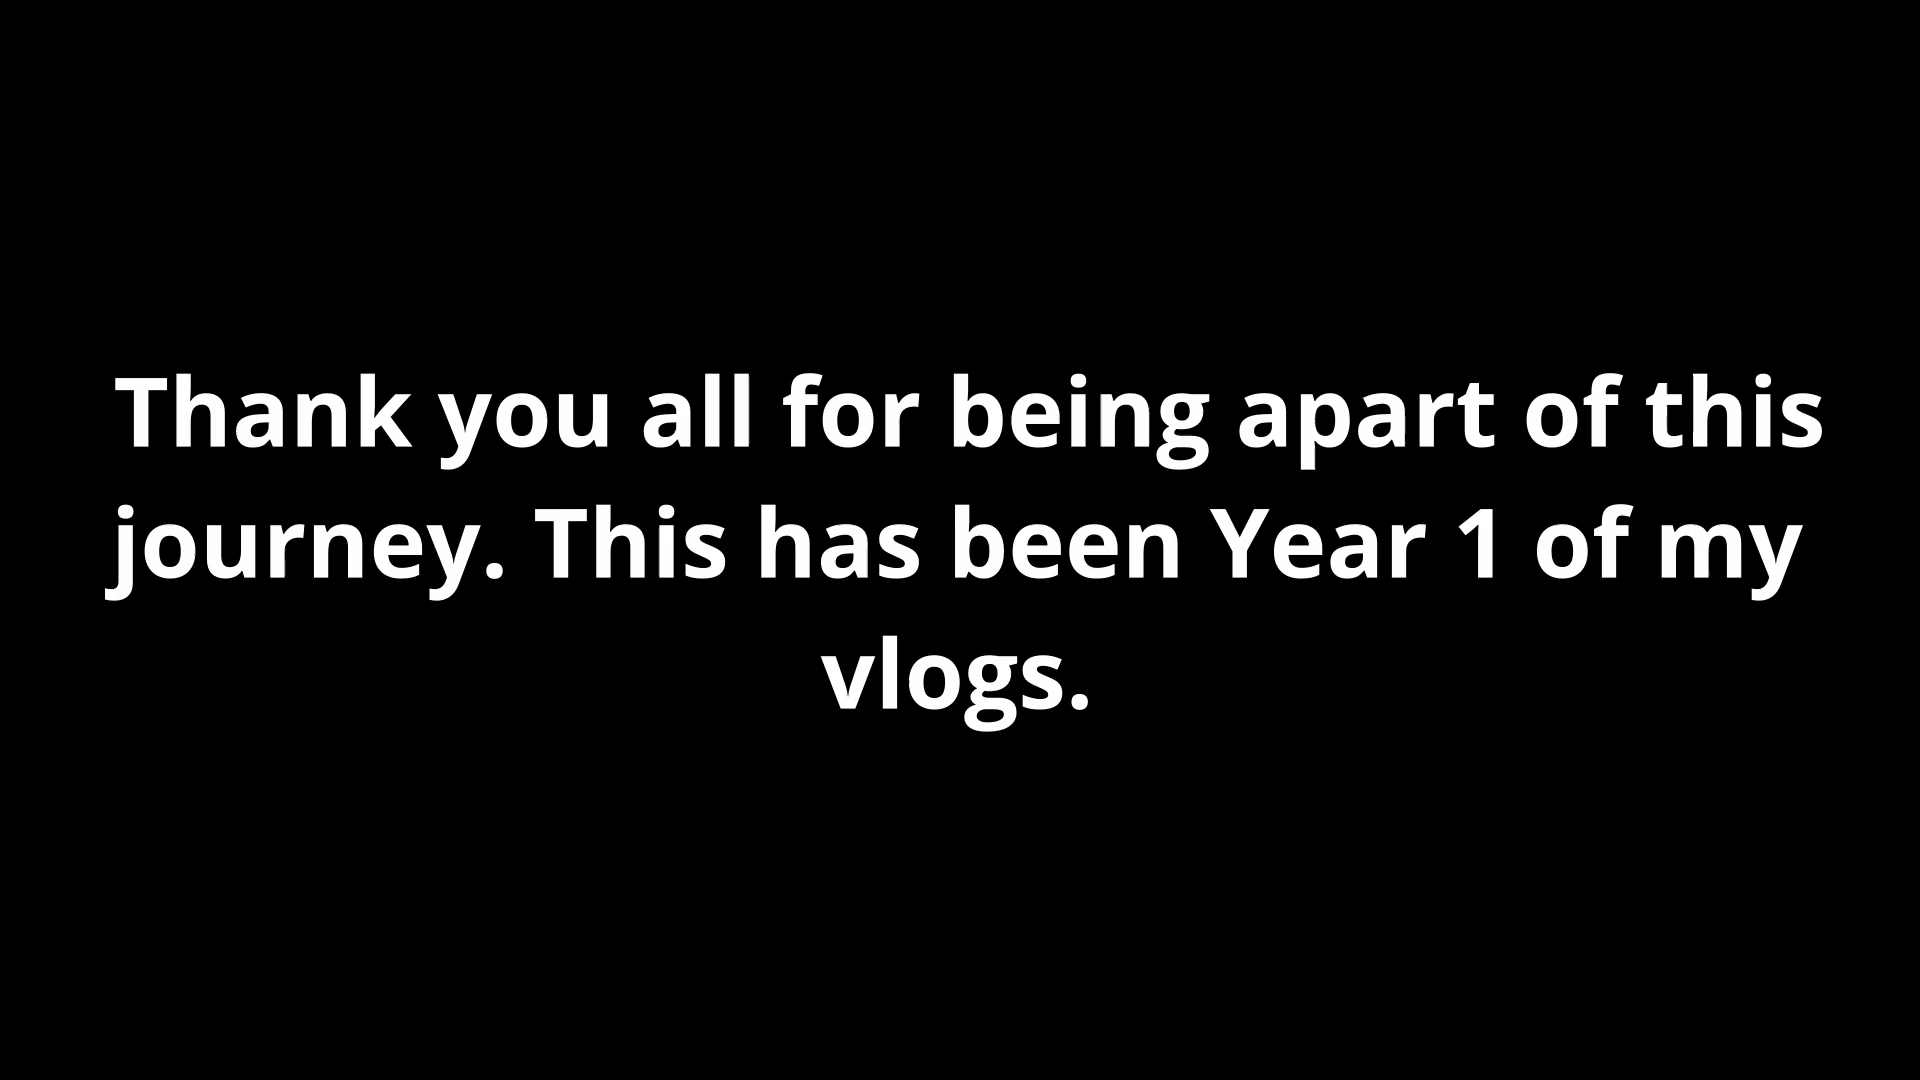 Thank you all for being apart of this
journey. This has been Year 1 of my
vlogs.